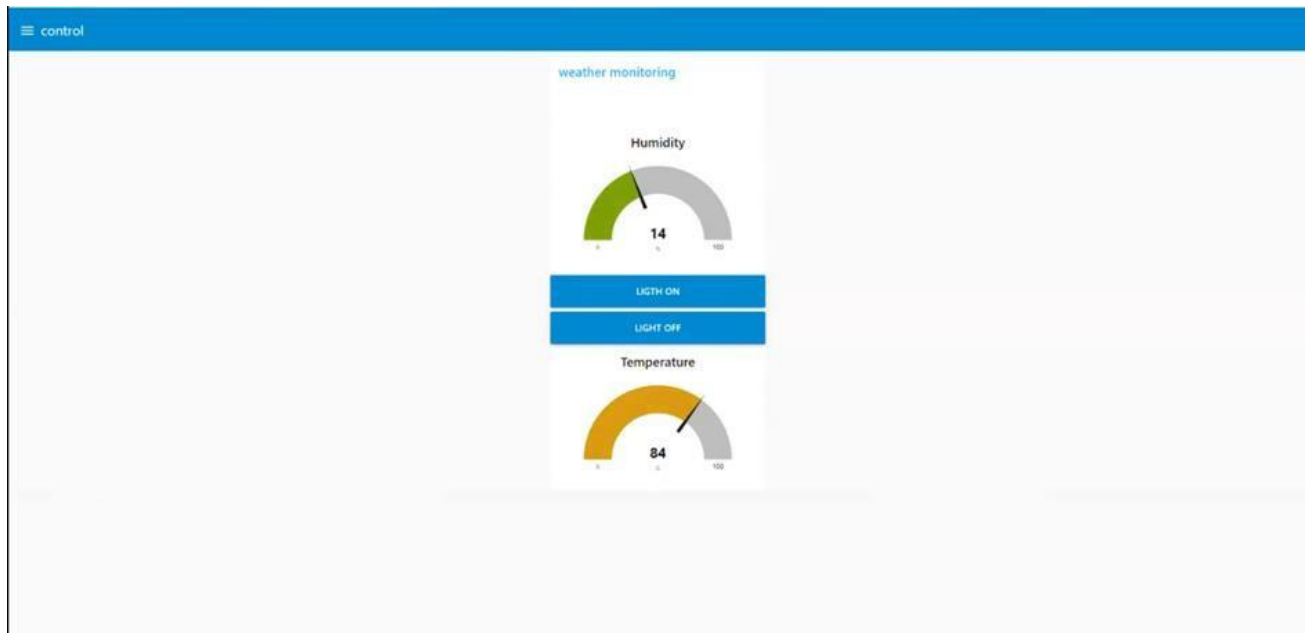 control
weather monitoring
Humidity
14
%
100
LIGTH ON
LIGHT OFF
Temperature
84
100